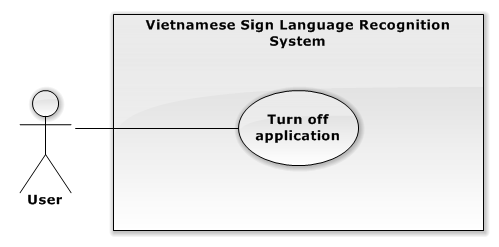 Vietnamese Sign Language Recognition
System
Turn off
application
User